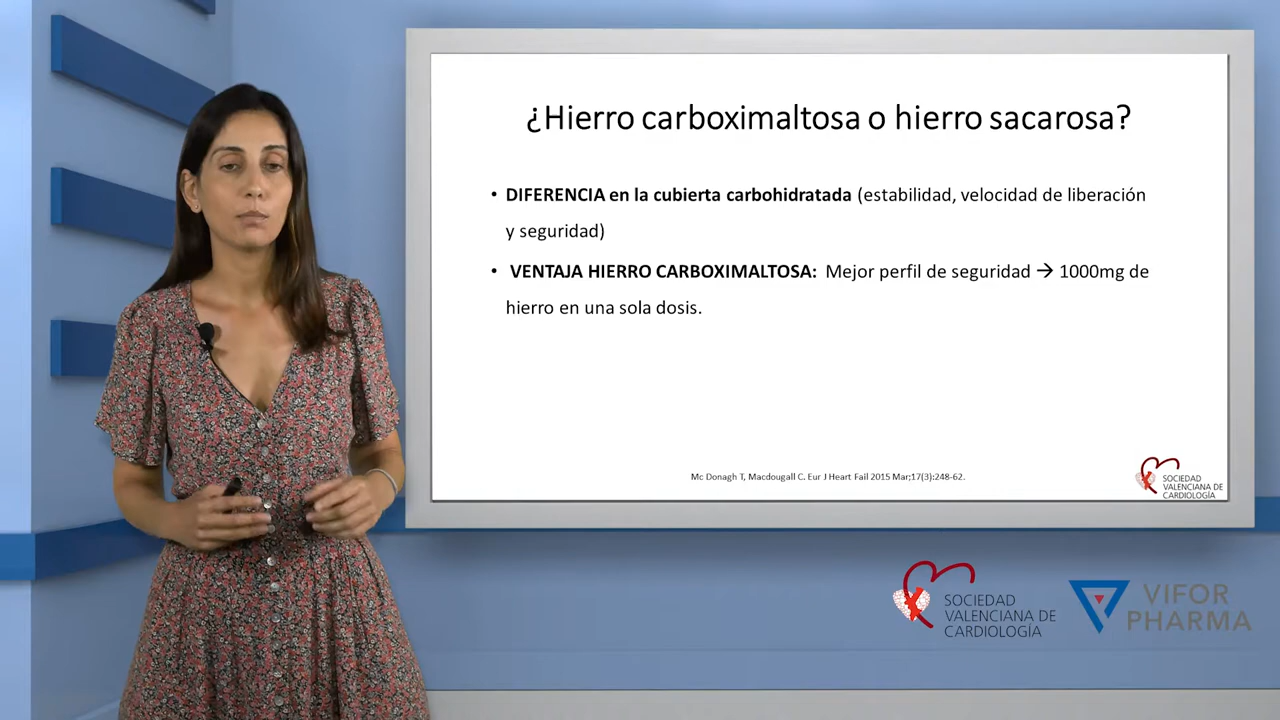 ¿Hierro carboximaltosa o hierro sacarosa?
• DIFERENCIA en la cubierta carbohidratada (estabilidad, velocidad de liberación
y seguridad)
• VENTAJA HIERRO CARBOXIMALTOSA: Mejor perfil de seguridad → 1000mg de
hierro en una sola dosis.
Mc Donagh T, Macdougall C. Eur J Heart Fail 2015 Mar;17(3):248-62.
SOCIEDAD
VALENCIANA DE
CARDIOLOGÍA
SOCIEDAD
VALENCIANA DE
CARDIOLOGÍA
VIFOR
PHARMA